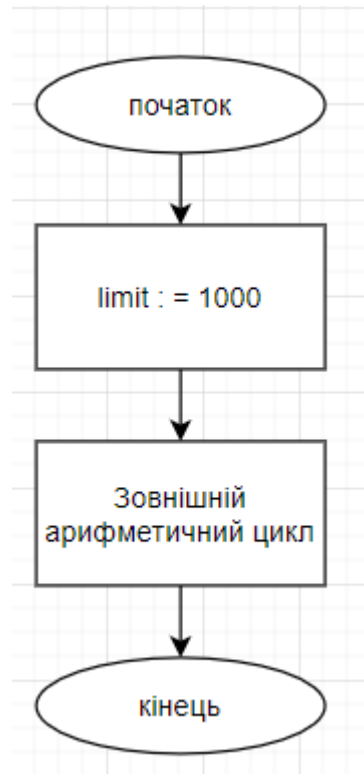 початок
limit : = 1000
Зовнішній
арифметичний цикл
кінець